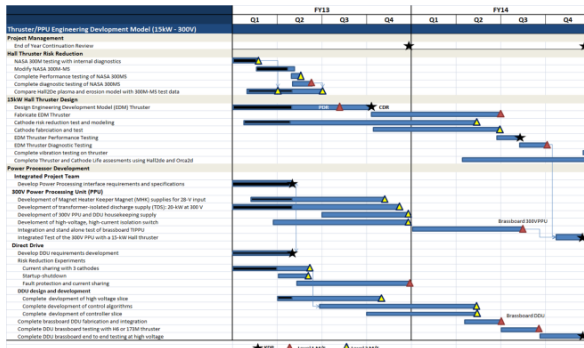 FY13 FY14
Thruster/PPU Engineering Devlopment Model (15kW - 300V) Q1 Q2 Q3 Q4 Q1 Q2 Q3 Q4
Project Management
End of Year Continuation Review
Hall Thruster Risk Reduction
NASA 300M testing with internal diagnostics
Modify NASA 300M-MS
Complete Performance testing of NASA 300MS
Complete diagnostic testing of NASA 300MS
Compare Hall2De plasma and erosion model with 300M-MS test data
15kW Hall Thruster Design
Design Engineering Development Model (EDM) Thruster PDR CDR
Fabricate EDM Thruster
Cathode risk reduction test and modeling
Cathode fabrication and test
EDM Thruster Performance Testing
EDM Thruster Diagnostic Testing
Complete vibration testing on thruster
Complete Thruster and Cathode Life assesments using Hall2de and Orca2d
Power Processor Development
Integrated Project Team
Develop Power Processing interface requirements and specifications
300V Power Processing Unit (PPU)
Development of Magnet Heater Keeper Magnet (MHK) supplies for 28-V input
Development of transformer-isolated discharge supply (TDS); 20-kW at 300 V
Development of 300V PPU and DDU housekeeping supply
Development of high-voltage, high-current isolation switch
Integration and stand alone test of brassboard TIPPU Brassboard 300V PPU
Integrated Test of the 300V PPU with a 15-kW Hall thruster
Direct Drive
Develop DDU requirements development
Risk Reduction Experiments
Current sharing with 3 cathodes
Startup-shutdown
Fault protection and current sharing
DDU design and development
Complete development of high voltage slice
Complete development of control algorithms
Complete development of controller slice
Complete brassboard DDU fabrication and integration Brassboard DDU
Complete DDU brassboard testing with H6 or 173M thruster
Complete DDU brassboard end to end testing at high voltage